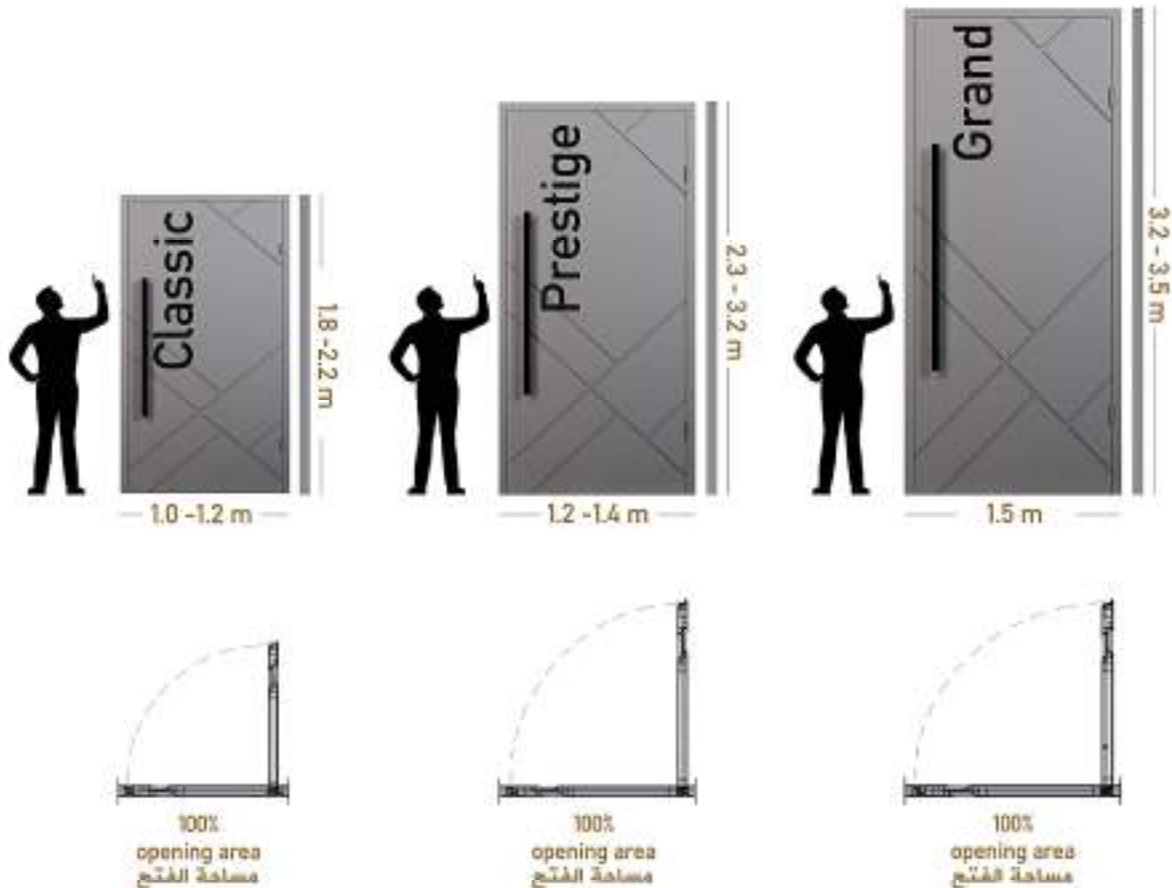 Classic
1.8 -2.2 m
1.0 -1.2 m
Prestige
2.3 - 3.2 m
1.2 -1.4 m
Grand
3.2 - 3.5 m
1.5 m
100%
opening area
مساحة الفتح
100%
opening area
مساحة الفتح
100%
opening area
مساحة الفتح